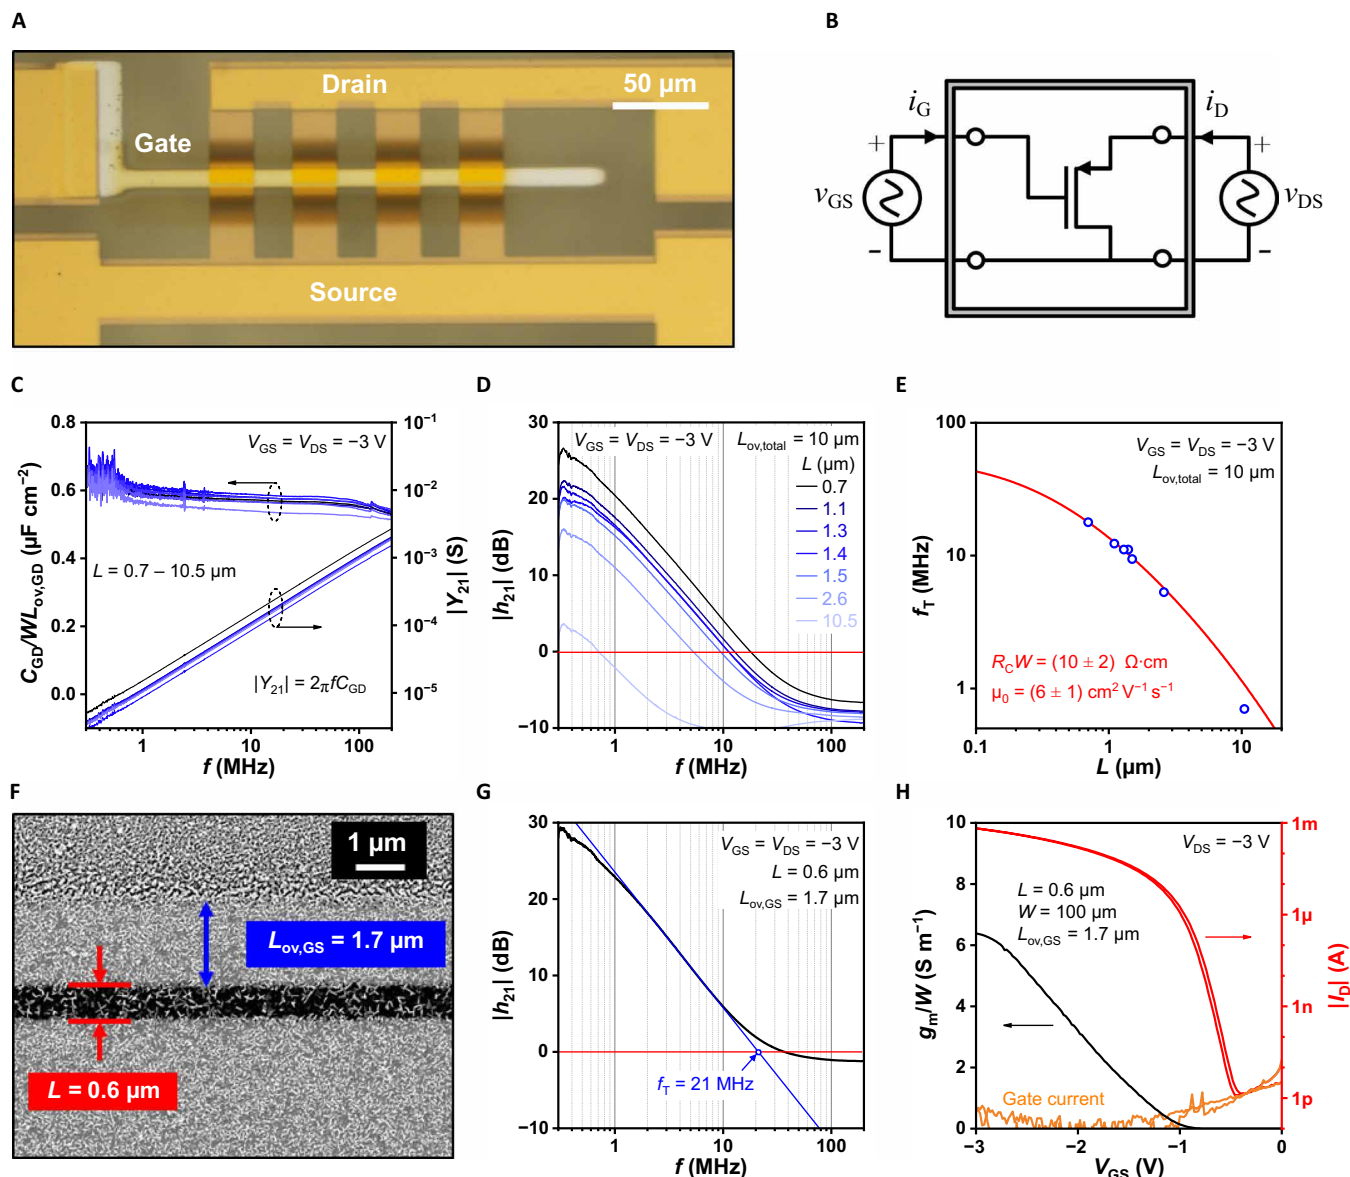 A
Drain
50 µm
Gate
Source
B
iG
iD
+
+
vGS
vDS
−
−
C
0.8
0.6
0.4
0.2
0.0
CGD/WLov,GD (µF cm−2)
VGS = VDS = −3 V
L = 0.7 – 10.5 µm
|Y21| = 2πfCGD
10−1
10−2
10−3
10−4
10−5
|Y21| (S)
1
10
100
f (MHz)
D
30
20
10
0
−10
|h21| (dB)
VGS = VDS = −3 V
Lov,total = 10 µm
L (µm)
0.7
1.1
1.3
1.4
1.5
2.6
10.5
1
10
100
f (MHz)
E
100
10
1
fT (MHz)
VGS = VDS = −3 V
Lov,total = 10 µm
RCW = (10 ± 2) Ω·cm
µ0 = (6 ± 1) cm2 V−1 s−1
0.1
1
10
L (µm)
F
1 µm
Lov,GS = 1.7 µm
L = 0.6 µm
G
30
20
10
0
−10
|h21| (dB)
VGS = VDS = −3 V
L = 0.6 µm
Lov,GS = 1.7 µm
fT = 21 MHz
1
10
100
f (MHz)
H
10
8
6
4
2
0
gm/W (S m−1)
VDS = −3 V
L = 0.6 µm
W = 100 µm
Lov,GS = 1.7 µm
Gate current
1m
1µ
1n
1p
|ID| (A)
−3
−2
−1
0
VGS (V)